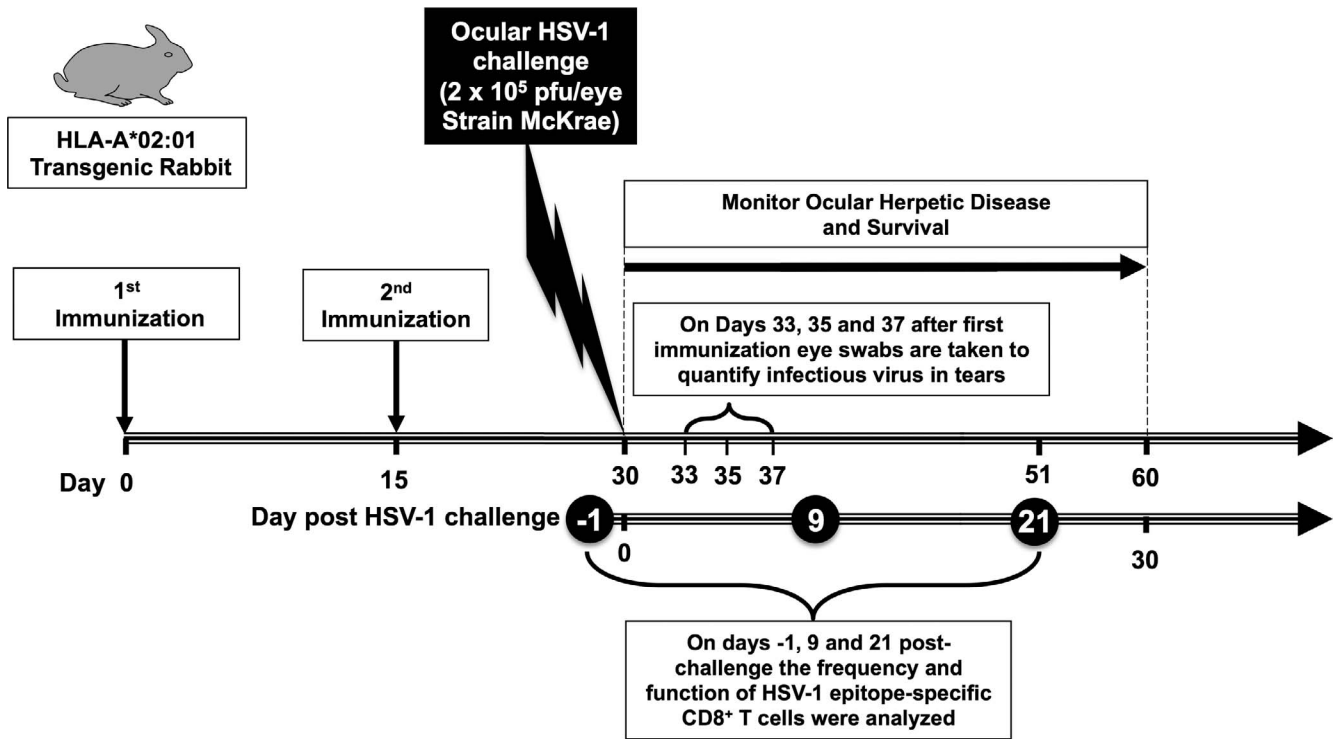 HLA-A*02:01
Transgenic Rabbit
Ocular HSV-1
challenge
(2 x 10⁵ pfu/eye
Strain McKrae)
Monitor Ocular Herpetic Disease
and Survival
1st
Immunization
2nd
Immunization
On Days 33, 35 and 37 after first
immunization eye swabs are taken to
quantify infectious virus in tears
Day 0 15 30 33 35 37 51 60
Day post HSV-1 challenge -1 9 21
0 30
On days -1, 9 and 21 post-
challenge the frequency and
function of HSV-1 epitope-specific
CD8⁺ T cells were analyzed